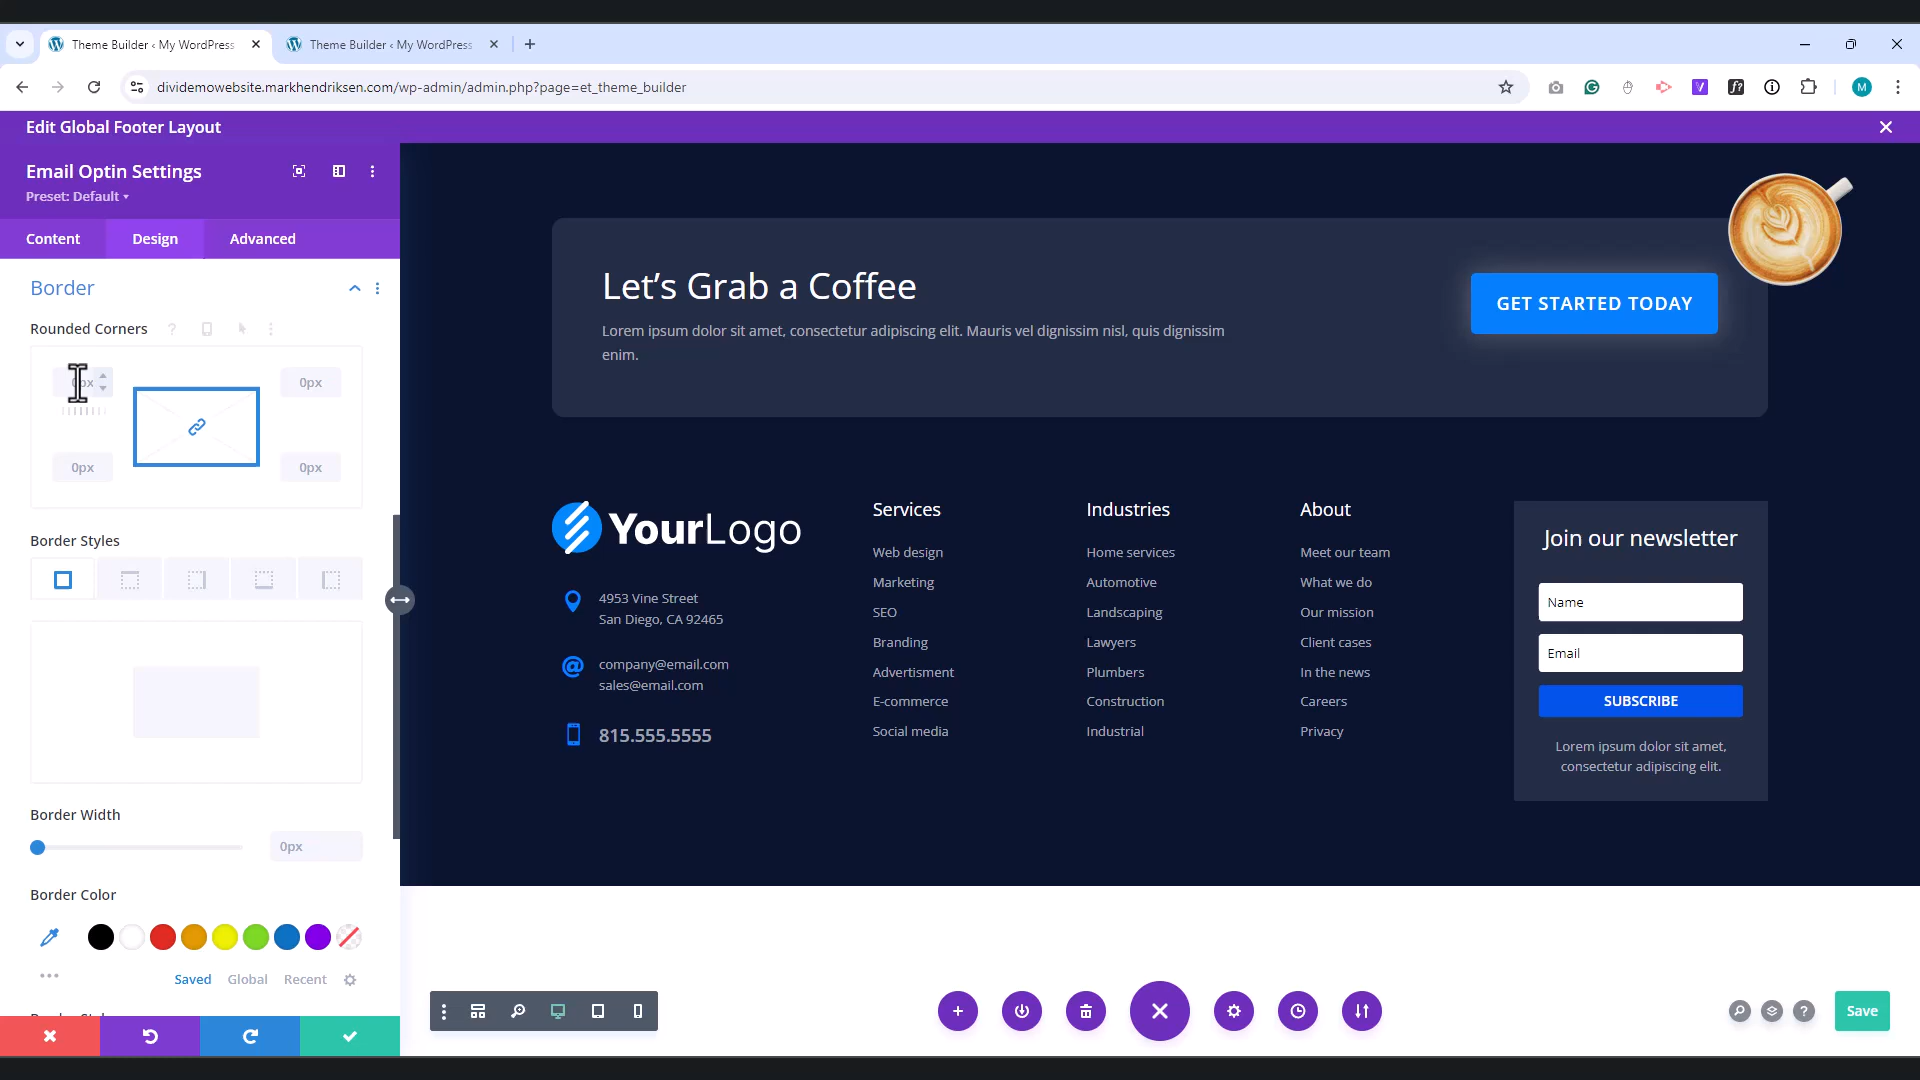 Theme Builder ‹ My WordPress
Theme Builder ‹ My WordPress
dividemowebsite.markhendriksen.com/wp-admin/admin.php?page=et_theme_builder
M
Edit Global Footer Layout
Email Optin Settings
Preset: Default
Content
Design
Advanced
Border
Rounded Corners
0px
0px
0px
Border Styles
Border Width
0px
Border Color
Saved
Global
Recent
Let’s Grab a Coffee
Lorem ipsum dolor sit amet, consectetur adipiscing elit. Mauris vel dignissim nisl, quis dignissim
enim.
GET STARTED TODAY
YourLogo
4953 Vine Street
San Diego, CA 92465
company@email.com
sales@email.com
815.555.5555
Services
Web design
Marketing
SEO
Branding
Advertisment
E-commerce
Social media
Industries
Home services
Automotive
Landscaping
Lawyers
Plumbers
Construction
Industrial
About
Meet our team
What we do
Our mission
Client cases
In the news
Careers
Privacy
Join our newsletter
Name
Email
SUBSCRIBE
Lorem ipsum dolor sit amet,
consectetur adipiscing elit.
Save